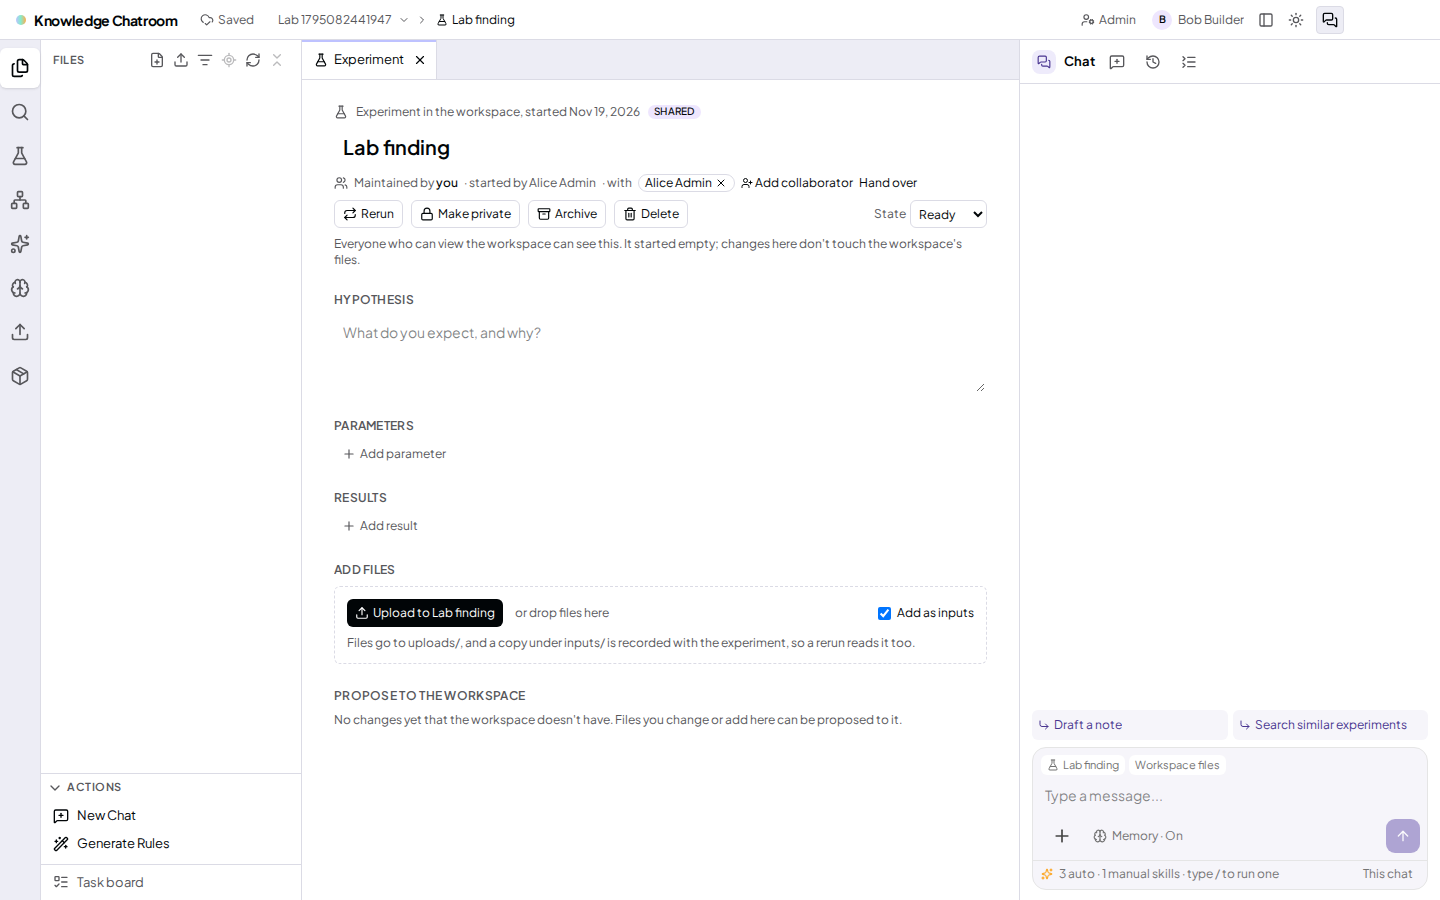 Knowledge Chatroom
Saved
Lab 1795082441947
Lab finding
Admin
B
Bob Builder
FILES
Experiment
Chat
Experiment in the workspace, started Nov 19, 2026
SHARED
Lab finding
Maintained by you · started by Alice Admin · with Alice Admin Add collaborator Hand over
Rerun
Make private
Archive
Delete
State
Ready
Everyone who can view the workspace can see this. It started empty; changes here don't touch the workspace's
files.
HYPOTHESIS
What do you expect, and why?
PARAMETERS
Add parameter
RESULTS
Add result
ADD FILES
Upload to Lab finding
or drop files here
Add as inputs
Files go to uploads/, and a copy under inputs/ is recorded with the experiment, so a rerun reads it too.
PROPOSE TO THE WORKSPACE
No changes yet that the workspace doesn't have. Files you change or add here can be proposed to it.
ACTIONS
New Chat
Generate Rules
Task board
Draft a note
Search similar experiments
Lab finding
Workspace files
Type a message...
Memory · On
3 auto · 1 manual skills · type / to run one
This chat